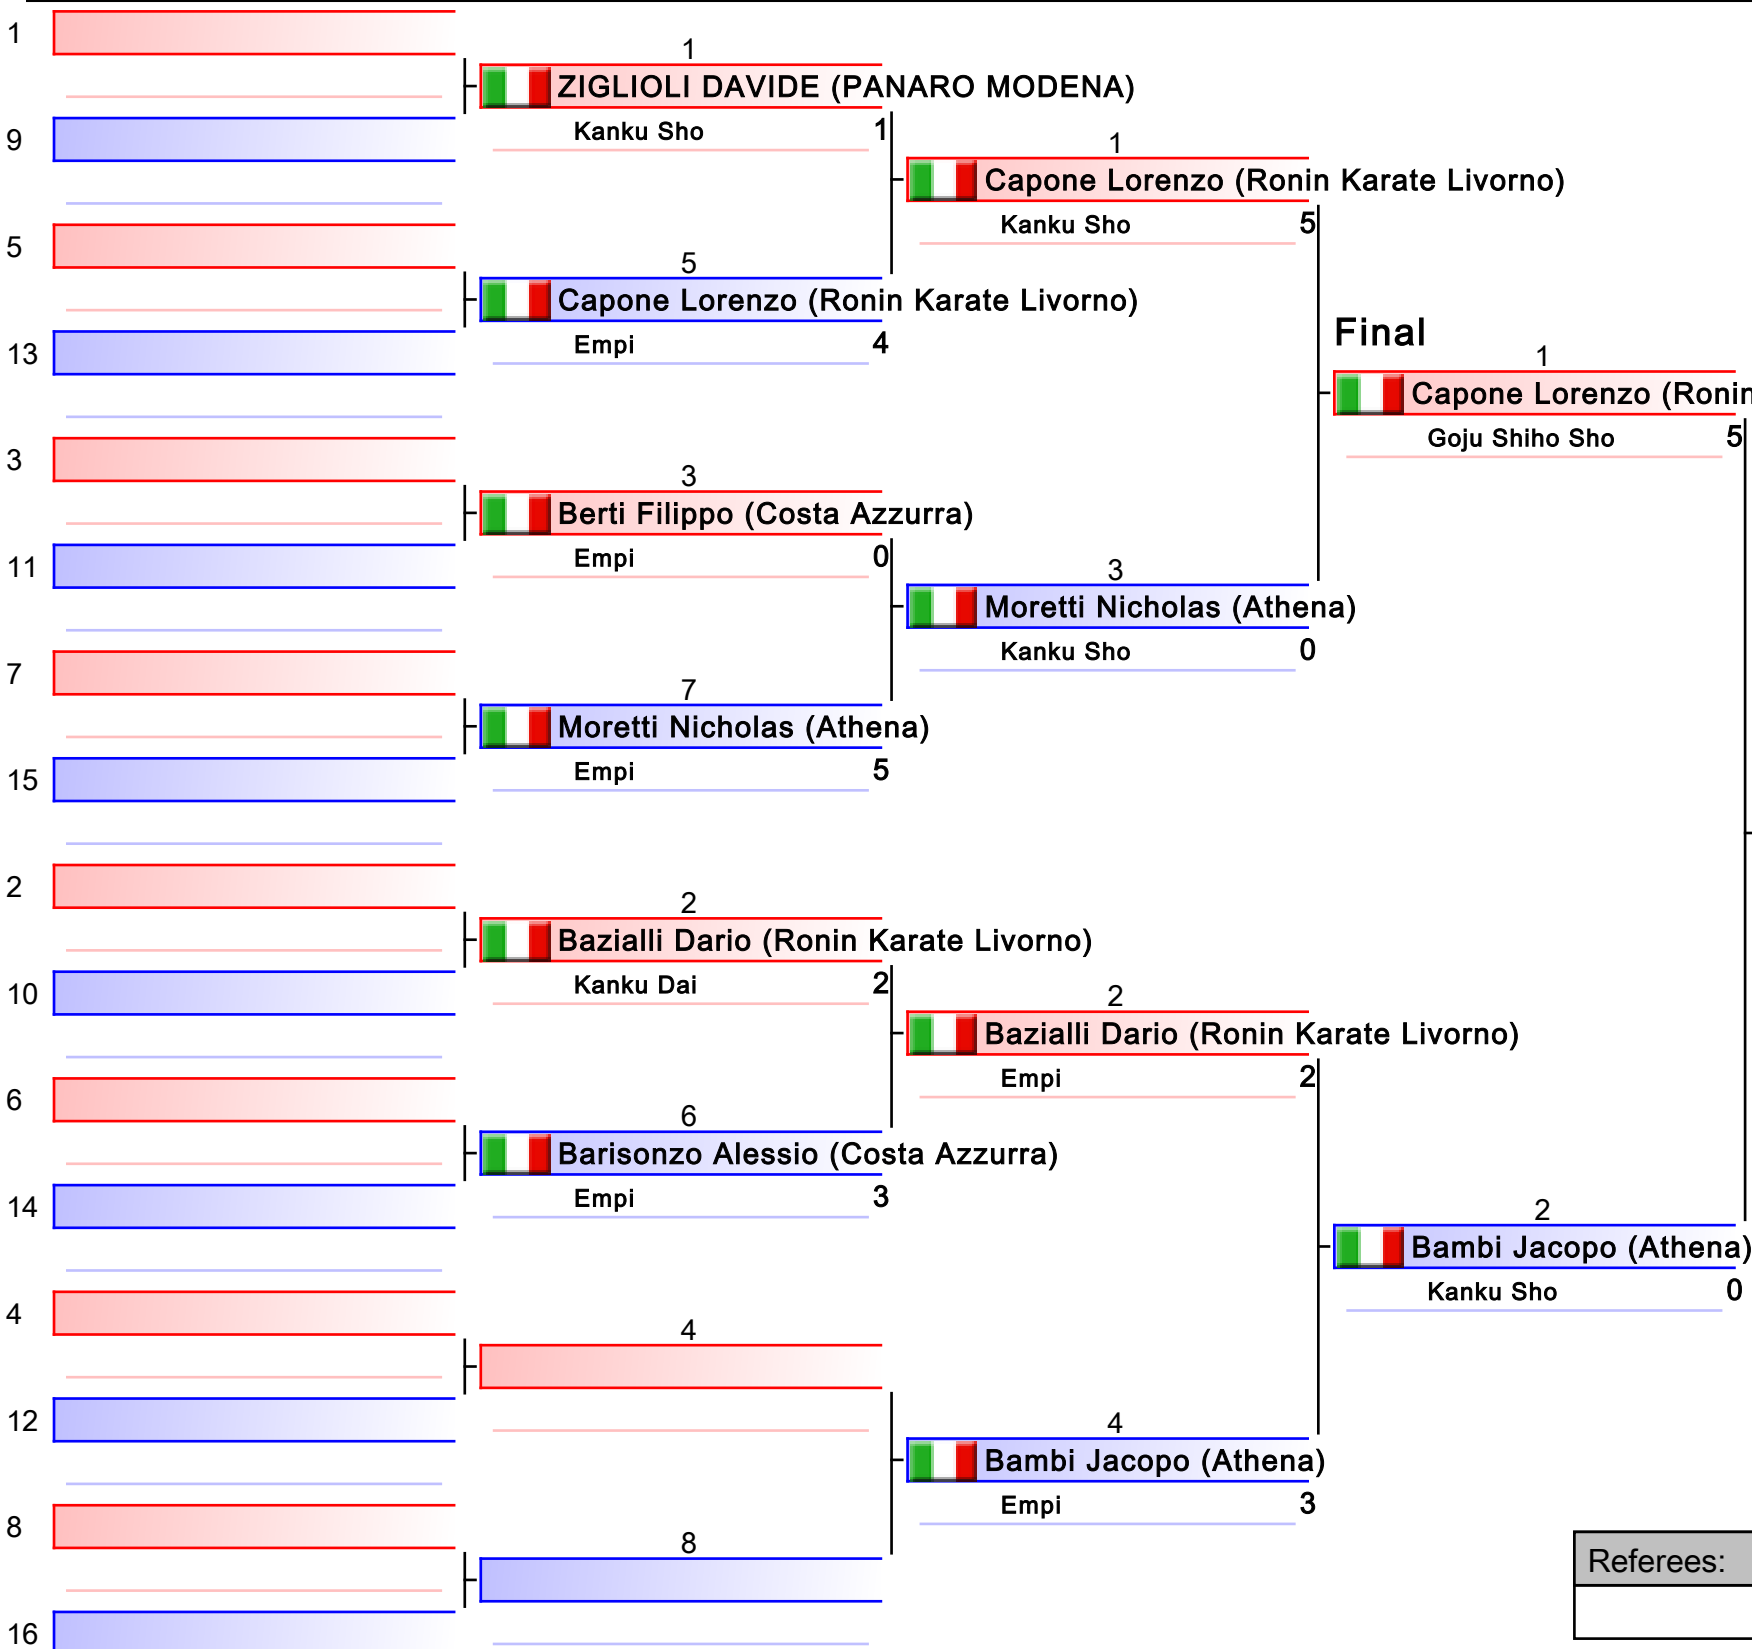 1
9
5
13
3
11
7
15
2
10
6
14
4
12
8
16
1
ZIGLIOLI DAVIDE (PANARO MODENA)
Kanku Sho 1
5
Capone Lorenzo (Ronin Karate Livorno)
Empi 4
3
Berti Filippo (Costa Azzurra)
Empi 0
7
Moretti Nicholas (Athena)
Empi 5
2
Bazialli Dario (Ronin Karate Livorno)
Kanku Dai 2
6
Barisonzo Alessio (Costa Azzurra)
Empi 3
4
8
1
Capone Lorenzo (Ronin Karate Livorno)
Kanku Sho 5
3
Moretti Nicholas (Athena)
Kanku Sho 0
2
Bazialli Dario (Ronin Karate Livorno)
Empi 2
4
Bambi Jacopo (Athena)
Empi 3
Final
1
Capone Lorenzo (Ronin
Goju Shiho Sho 5
2
Bambi Jacopo (Athena)
Kanku Sho 0
Referees: